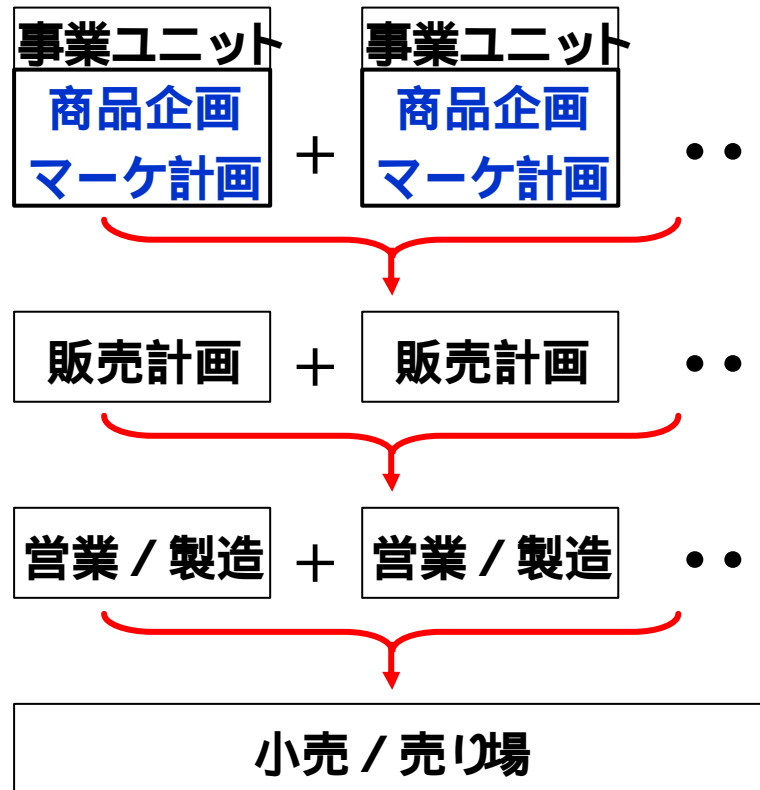 事業ユニット 事業ユニット
商品企画 + 商品企画 ••
マーケ計画 マーケ計画
販売計画 + 販売計画 ••
営業/製造 + 営業/製造 ••
小売/売り場